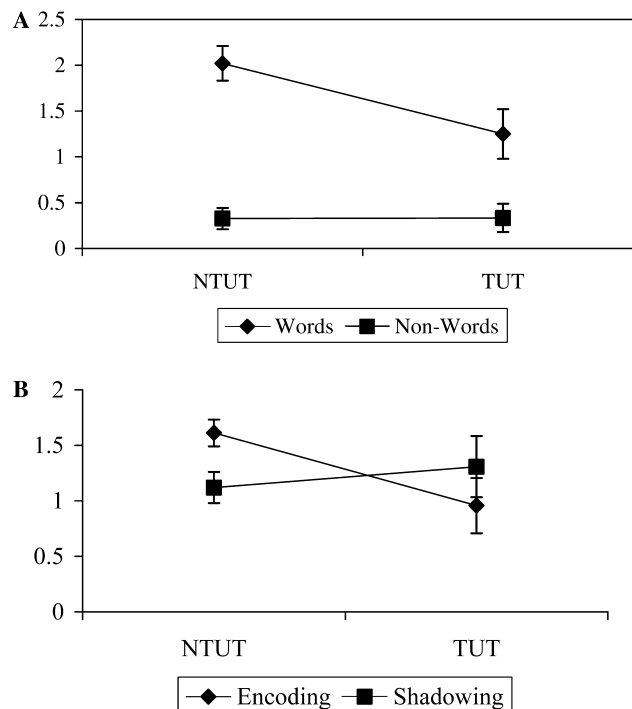 A
2.5
2
1.5
1
0.5
0
NTUT TUT
Words Non-Words
B
2
1.5
1
0.5
0
NTUT TUT
Encoding Shadowing